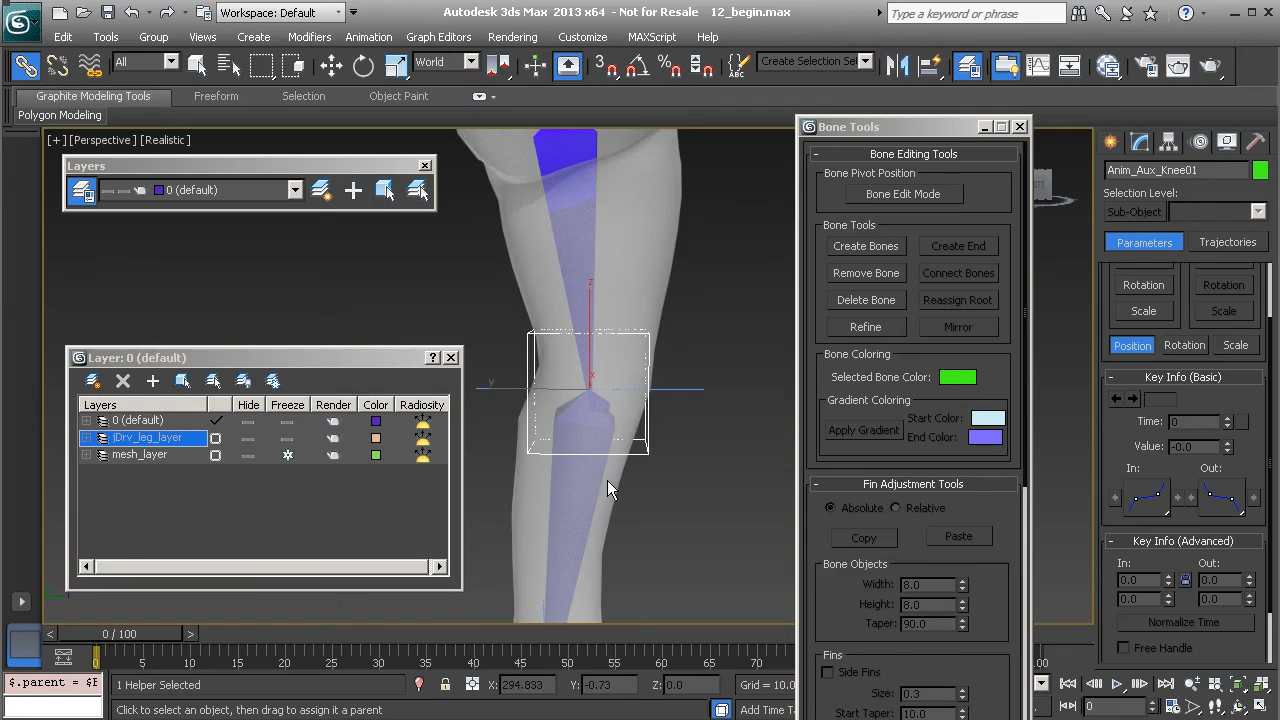 Workspace: Default
Autodesk 3ds Max 2013 x64 - Not for Resale 12_begin.max
Type a keyword or phrase
Edit Tools Group Views Create Modifiers Animation Graph Editors Rendering Customize MAXScript Help
All
World
Create Selection Se
Graphite Modeling Tools Freeform Selection Object Paint
Polygon Modeling
[+] [Perspective] [Realistic]
Layers
0 (default)
Layer: 0 (default)
Layers Hide Freeze Render Color Radiosity
0 (default)
jDrv_leg_layer
mesh_layer
z
x
y
Bone Tools
Bone Editing Tools
Bone Pivot Position
Bone Edit Mode
Bone Tools
Create Bones Create End
Remove Bone Connect Bones
Delete Bone Reassign Root
Refine Mirror
Bone Coloring
Selected Bone Color:
Gradient Coloring
Apply Gradient
Start Color:
End Color:
Fin Adjustment Tools
Absolute Relative
Copy Paste
Bone Objects
Width: 8.0
Height: 8.0
Taper: 90.0
Fins
Side Fins
Size: 0.3
Start Taper: 10.0
Anim_Aux_Knee01
Selection Level:
Sub-Object
Parameters Trajectories
Rotation Rotation
Scale Scale
Position Rotation Scale
Key Info (Basic)
Time: 0
Value: -0.0
In: Out:
Key Info (Advanced)
In: Out:
0.0 0.0
0.0 0.0
Normalize Time
Free Handle
0 / 100
0 5 10 15 20 25 30 35 40 45 50 55 60 65 70 75
$.parent = $F
1 Helper Selected
X: 294.833 Y: -0.73 Z: 0.0
Grid = 10.0
Click to select an object, then drag to assign it a parent
Add Time Ta
0